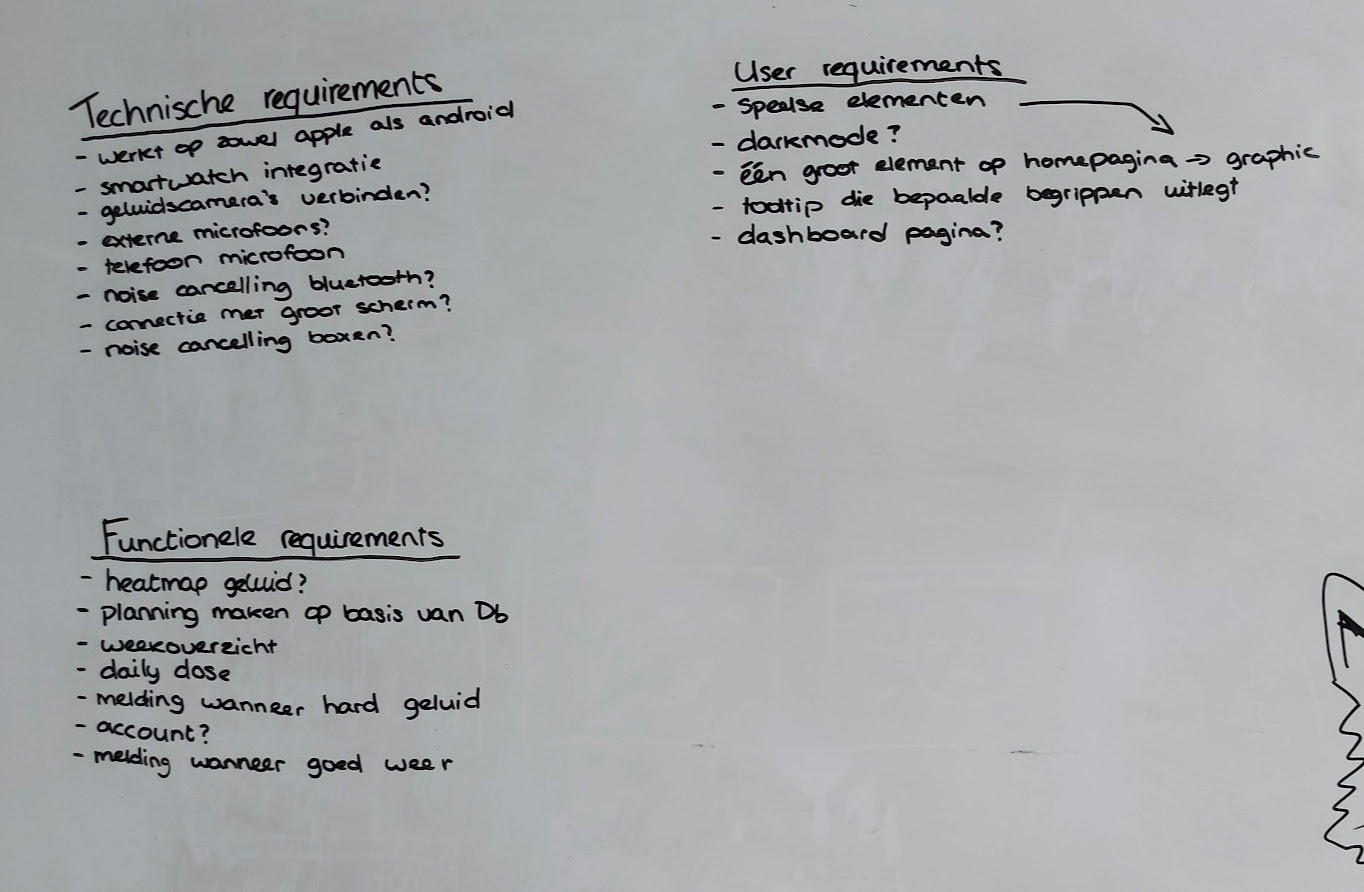 Technische requirements
- werkt op zowel apple als android
- smartwatch integratie
- geluidscamera's verbinden?
- externe microfoons?
- telefoon microfoon
- noise cancelling bluetooth?
- connectie met groot scherm?
- noise cancelling boxen?
User requirements
- Speelse elementen
- darkmode?
- één groot element op homepagina → graphic
- tooltip die bepaalde begrippen uitlegt
- dashboard pagina?
Functionele requirements
- heatmap geluid?
- planning maken op basis van Db
- weekoverzicht
- daily dose
- melding wanneer hard geluid
- account?
- melding wanneer goed weer